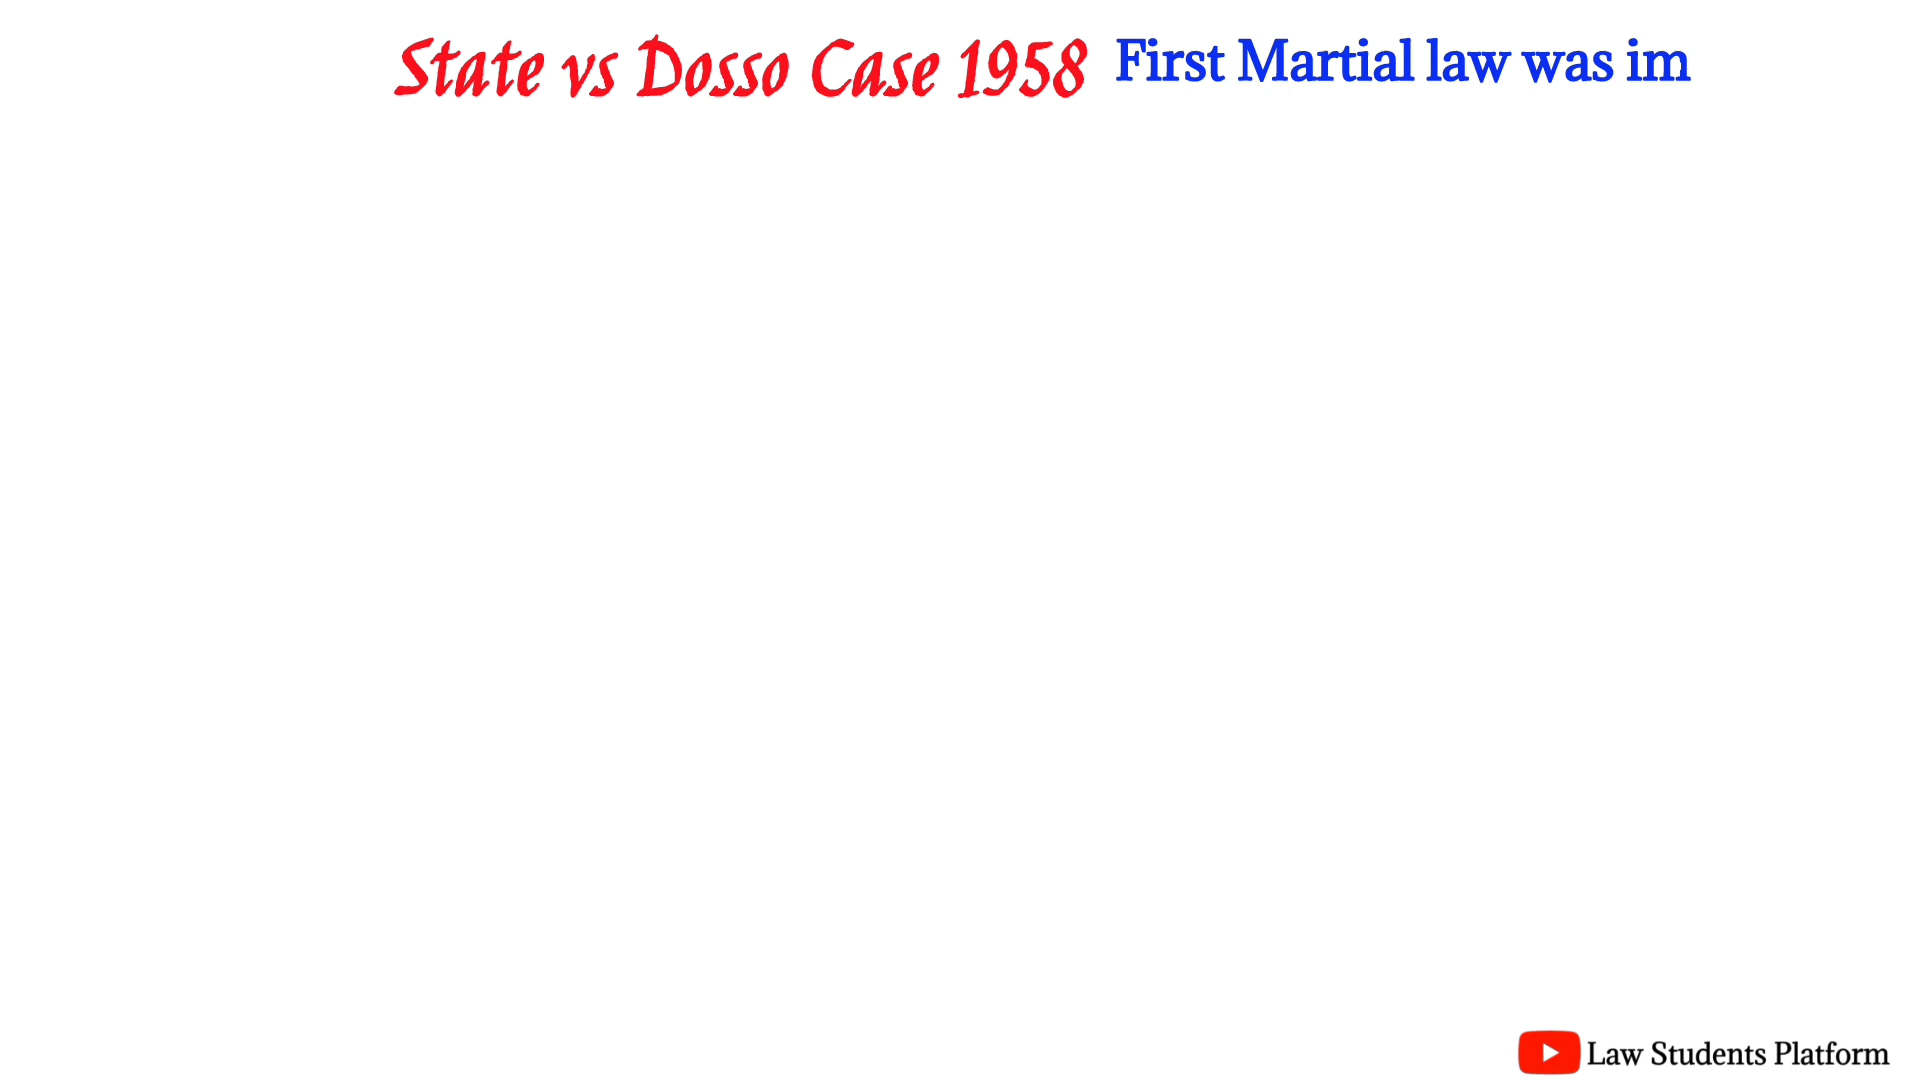 State vs Dosso Case 1958 First Martial law was im
Law Students Platform